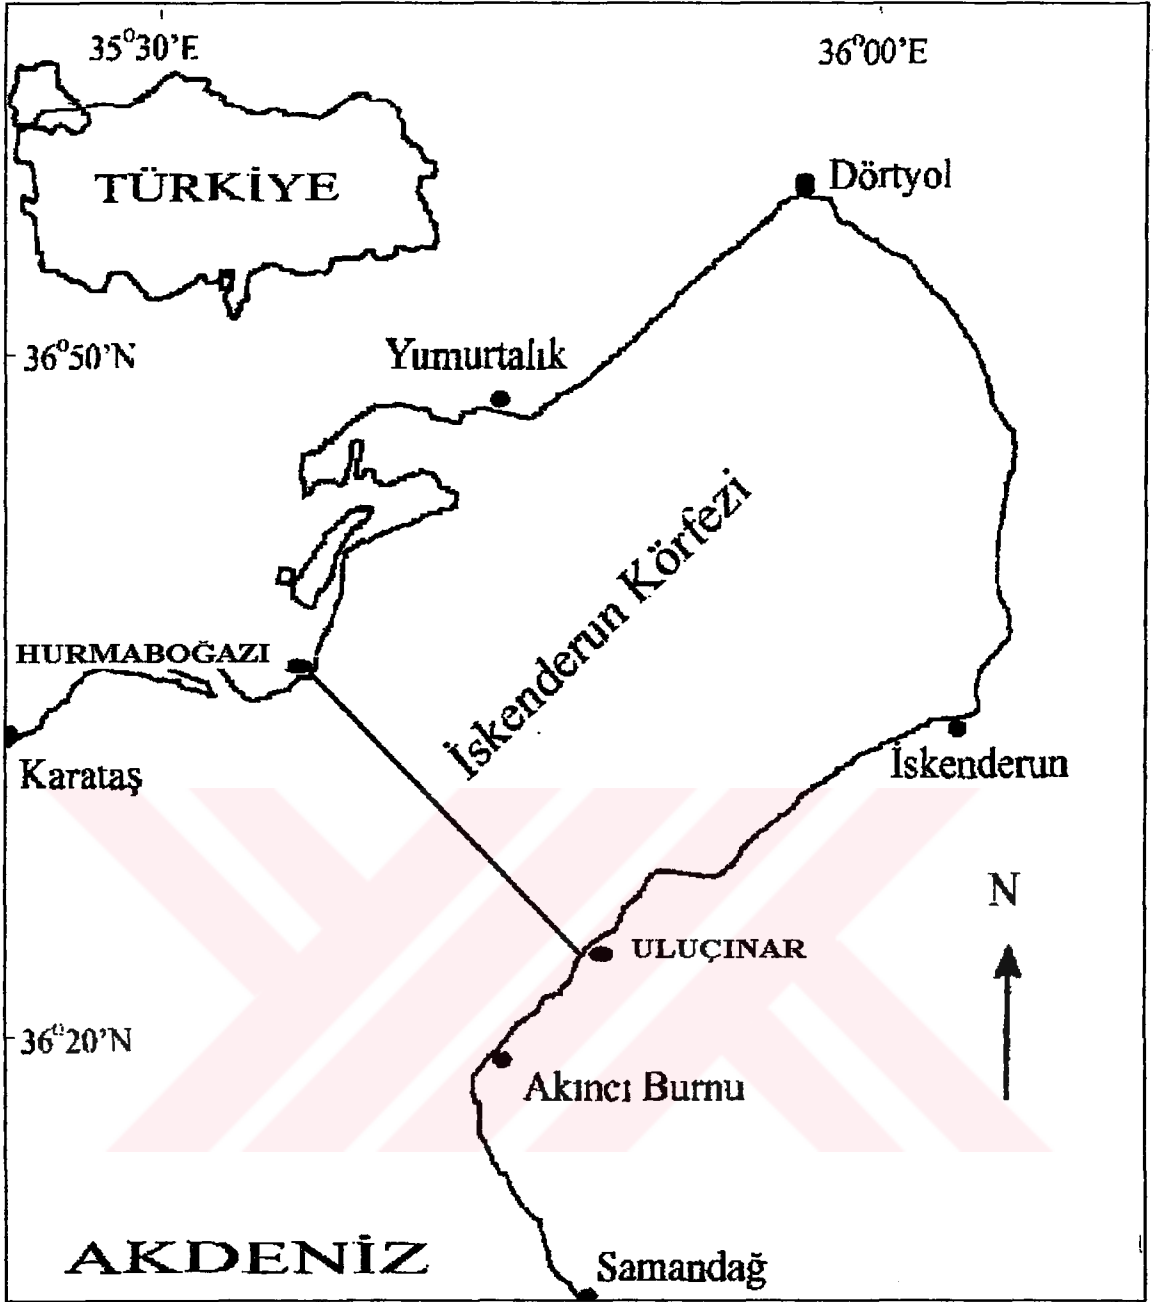 35°30'E
36°00'E
TÜRKİYE
Dörtyol
36°50'N
Yumurtalık
İskenderun Körfezi
HURMABOĞAZI
Karataş
İskenderun
N
ULUÇINAR
36°20'N
Akıncı Burnu
AKDENİZ
Samandağ